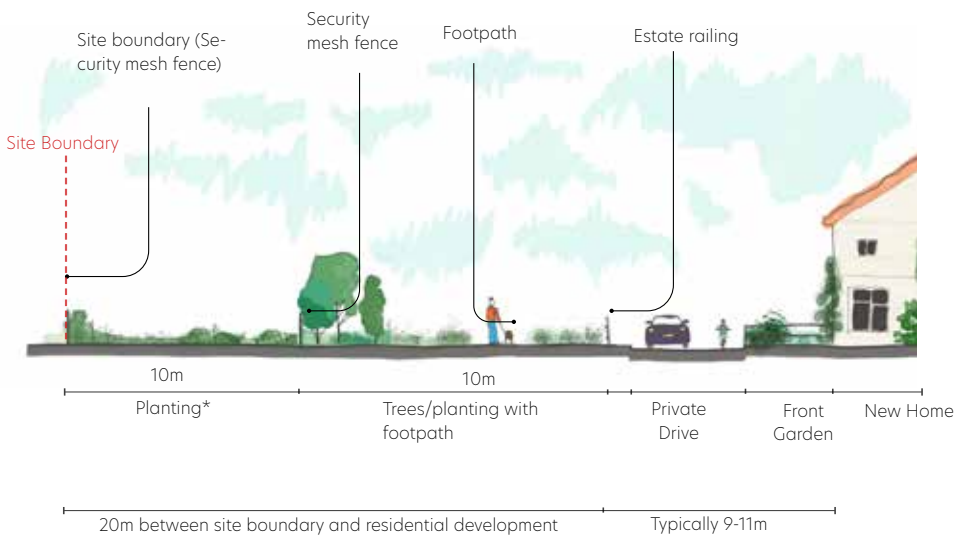 Site boundary (Se-
curity mesh fence)
Security
mesh fence
Footpath
Estate railing
Site Boundary
10m
10m
Planting*
Trees/planting with
footpath
Private
Drive
Front
Garden
New Home
20m between site boundary and residential development
Typically 9-11m